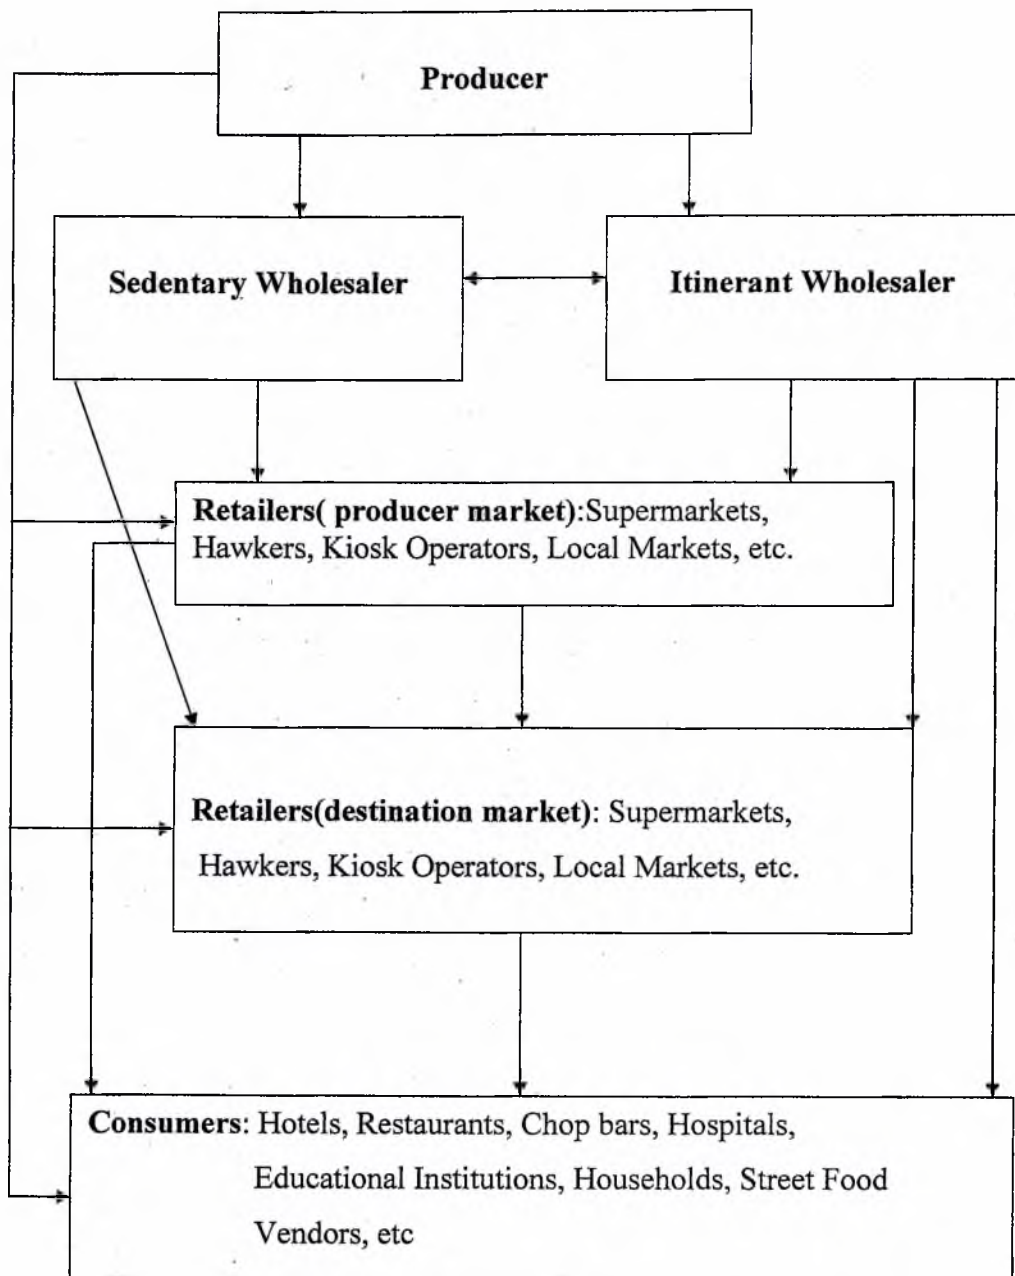 Producer
Sedentary Wholesaler
Itinerant Wholesaler
Retailers( producer market):Supermarkets,
Hawkers, Kiosk Operators, Local Markets, etc.
Retailers(destination market): Supermarkets,
Hawkers, Kiosk Operators, Local Markets, etc.
Consumers: Hotels, Restaurants, Chop bars, Hospitals,
Educational Institutions, Households, Street Food
Vendors, etc